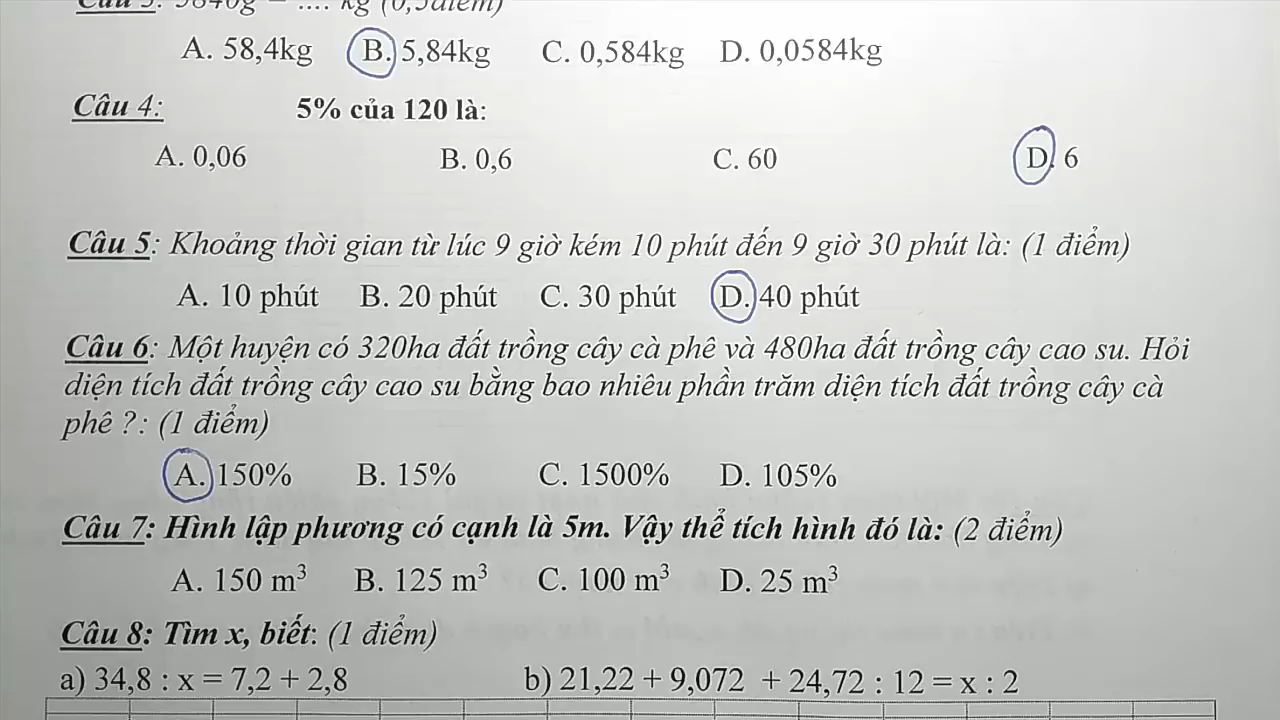 Câu 3: 5840g = .... kg (0,5điểm)
A. 58,4kg B. 5,84kg C. 0,584kg D. 0,0584kg
Câu 4: 5% của 120 là:
A. 0,06 B. 0,6 C. 60 D. 6
Câu 5: Khoảng thời gian từ lúc 9 giờ kém 10 phút đến 9 giờ 30 phút là: (1 điểm)
A. 10 phút B. 20 phút C. 30 phút D. 40 phút
Câu 6: Một huyện có 320ha đất trồng cây cà phê và 480ha đất trồng cây cao su. Hỏi
diện tích đất trồng cây cao su bằng bao nhiêu phần trăm diện tích đất trồng cây cà
phê ?: (1 điểm)
A. 150% B. 15% C. 1500% D. 105%
Câu 7: Hình lập phương có cạnh là 5m. Vậy thể tích hình đó là: (2 điểm)
A. 150 m³ B. 125 m³ C. 100 m³ D. 25 m³
Câu 8: Tìm x, biết: (1 điểm)
a) 34,8 : x = 7,2 + 2,8 b) 21,22 + 9,072 + 24,72 : 12 = x : 2